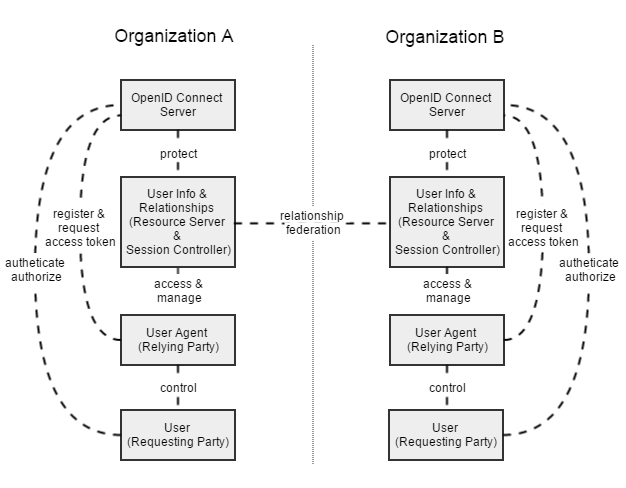 Organization A
Organization B
OpenID Connect
Server
OpenID Connect
Server
protect
protect
User Info &
Relationships
(Resource Server
&
Session Controller)
User Info &
Relationships
(Resource Server
&
Session Controller)
register &
request
access token
relationship
federation
register &
request
access token
autheticate
authorize
autheticate
authorize
access &
manage
access &
manage
User Agent
(Relying Party)
User Agent
(Relying Party)
control
control
User
(Requesting Party)
User
(Requesting Party)